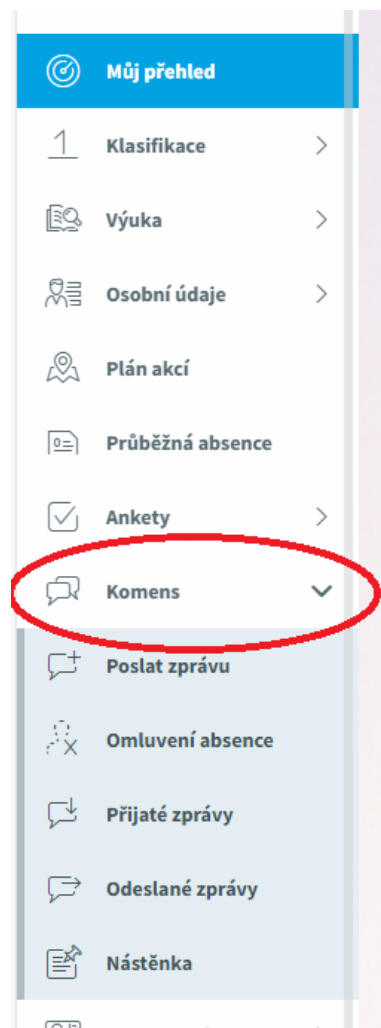 Můj přehled
Klasifikace
Výuka
Osobní údaje
Plán akcí
Průběžná absence
Ankety
Komens
Poslat zprávu
Omluvení absence
Přijaté zprávy
Odeslané zprávy
Nástěnka